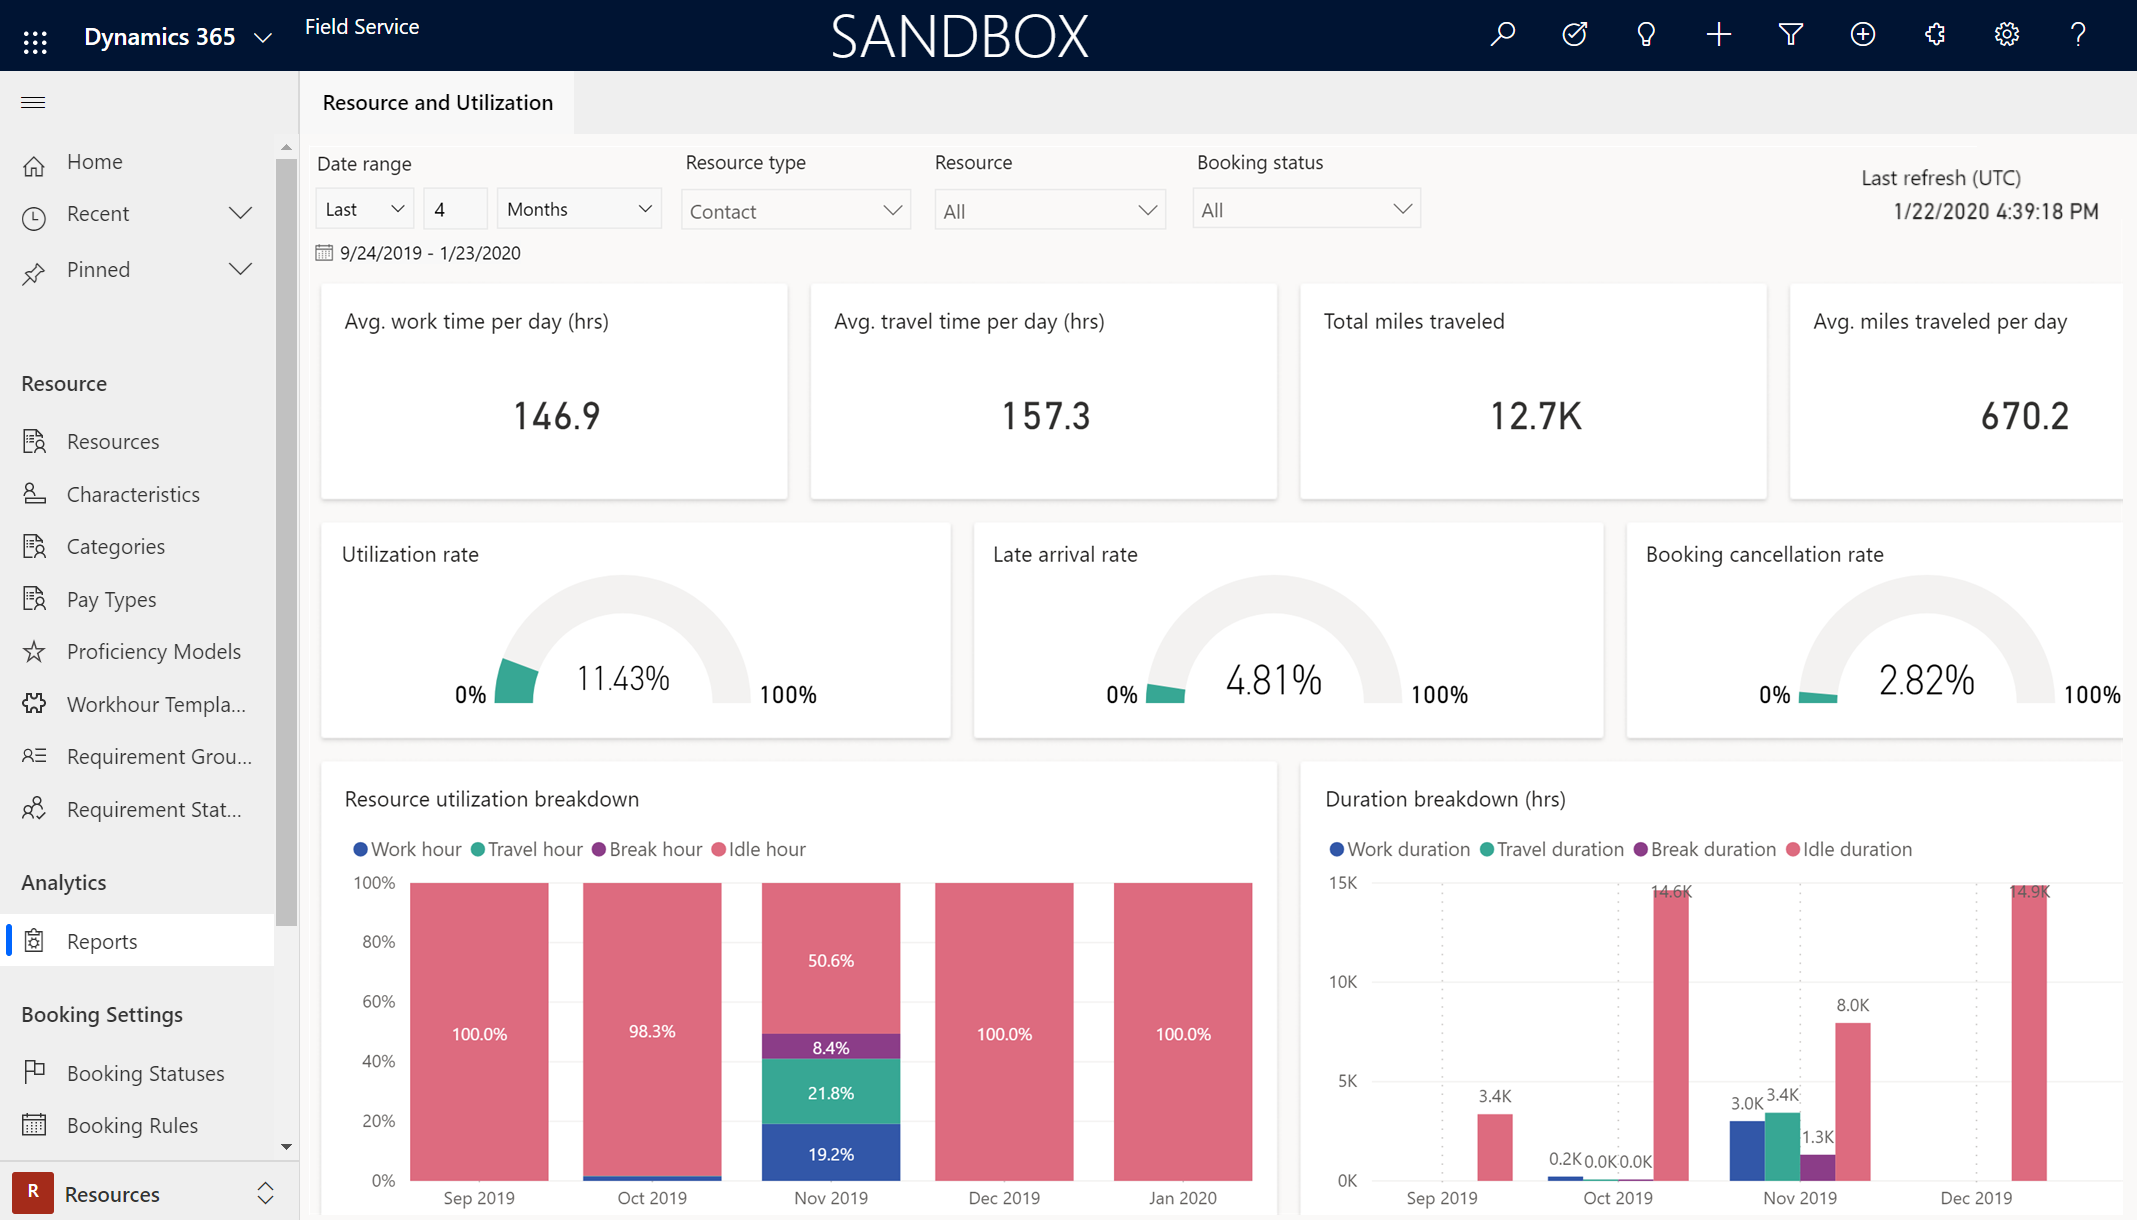 Dynamics 365
Field Service
SANDBOX
Resource and Utilization
Home
Recent
Pinned
Resource
Resources
Characteristics
Categories
Pay Types
Proficiency Models
Workhour Templa...
Requirement Grou...
Requirement Stat...
Analytics
Reports
Booking Settings
Booking Statuses
Booking Rules
R
Resources
Date range
Last 4 Months
9/24/2019 - 1/23/2020
Resource type
Contact
Resource
All
Booking status
All
Last refresh (UTC)
1/22/2020 4:39:18 PM
Avg. work time per day (hrs)
146.9
Avg. travel time per day (hrs)
157.3
Total miles traveled
12.7K
Avg. miles traveled per day
670.2
Utilization rate
0% 11.43% 100%
Late arrival rate
0% 4.81% 100%
Booking cancellation rate
0% 2.82% 100%
Resource utilization breakdown
Work hour Travel hour Break hour Idle hour
100%
80%
60%
40%
20%
0%
100.0%
98.3%
50.6%
8.4%
21.8%
19.2%
100.0%
100.0%
Sep 2019 Oct 2019 Nov 2019 Dec 2019 Jan 2020
Duration breakdown (hrs)
Work duration Travel duration Break duration Idle duration
15K
10K
5K
0K
3.4K
0.2K 0.0K 0.0K
14.6K
3.0K 3.4K
1.3K
8.0K
14.9K
Sep 2019 Oct 2019 Nov 2019 Dec 2019